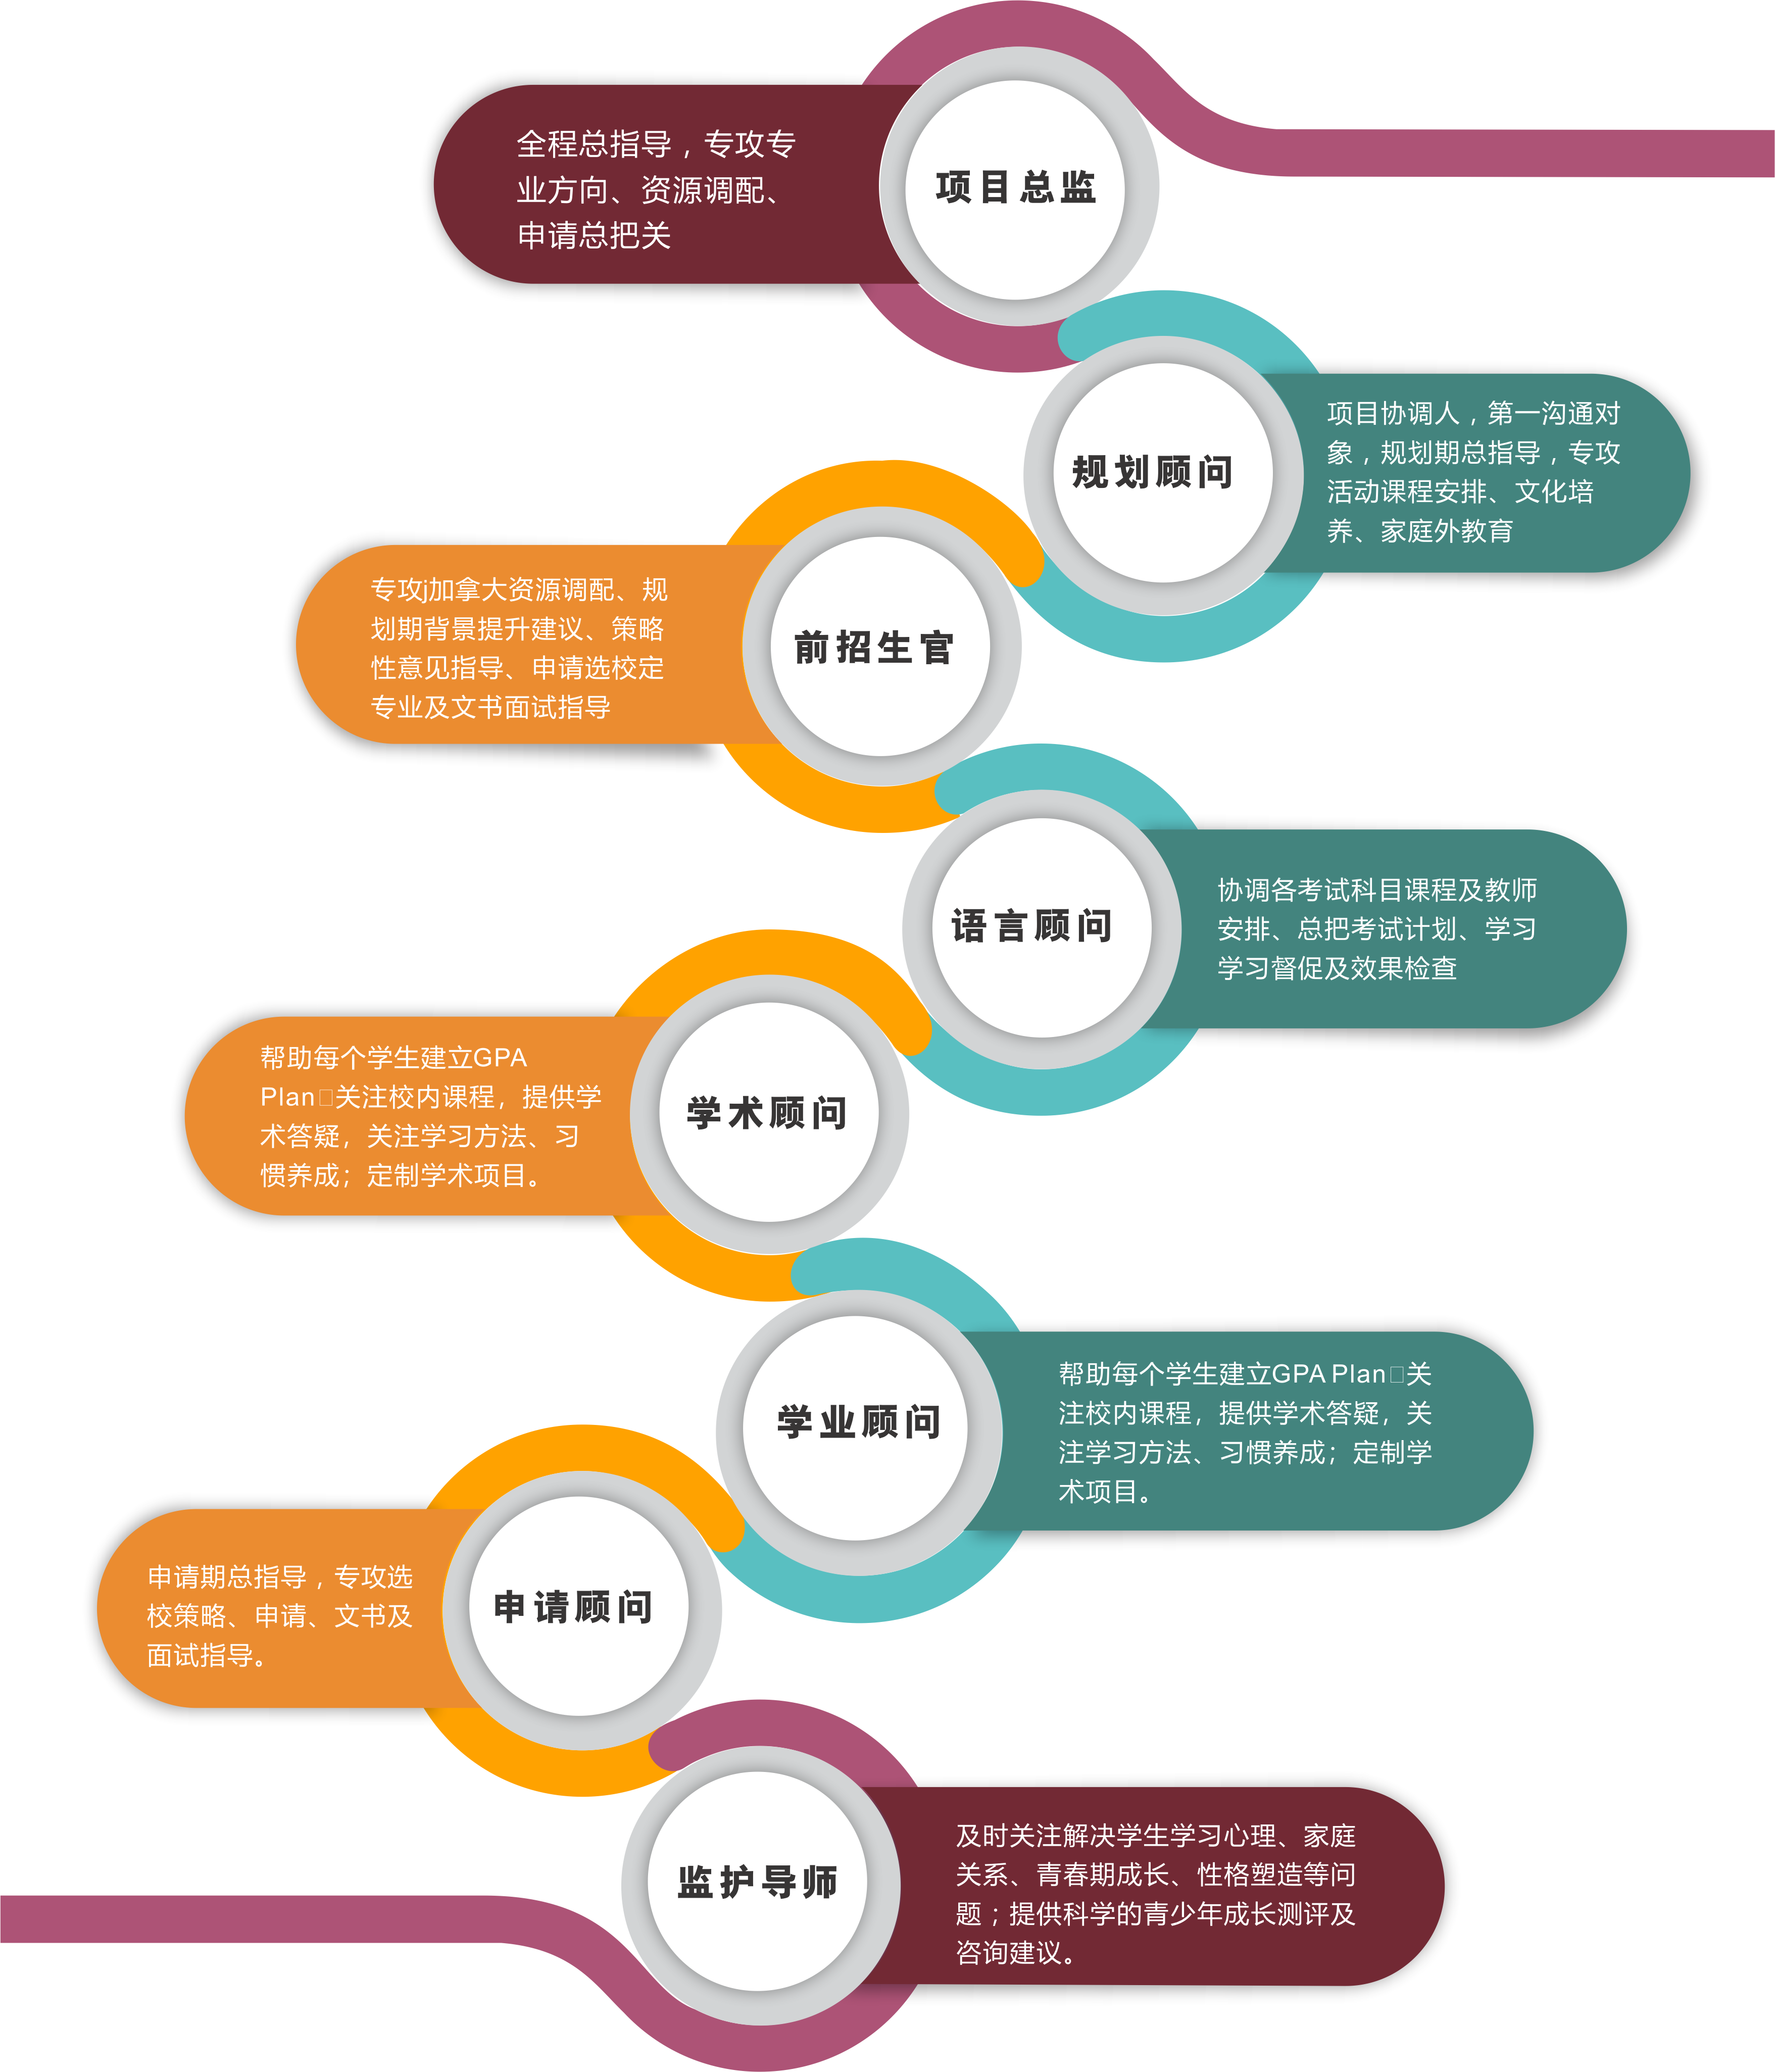 全程总指导，专攻专
业方向、资源调配、
申请总把关
项目总监
规划顾问
项目协调人，第一沟通对
象，规划期总指导，专攻
活动课程安排、文化培
养、家庭外教育
专攻j加拿大资源调配、规
划期背景提升建议、策略
性意见指导、申请选校定
专业及文书面试指导
前招生官
语言顾问
协调各考试科目课程及教师
安排、总把考试计划、学习
学习督促及效果检查
帮助每个学生建立GPA
Plan□关注校内课程，提供学
术答疑，关注学习方法、习
惯养成；定制学术项目。
学术顾问
学业顾问
帮助每个学生建立GPA Plan□关
注校内课程，提供学术答疑，关
注学习方法、习惯养成；定制学
术项目。
申请期总指导，专攻选
校策略、申请、文书及
面试指导。
申请顾问
监护导师
及时关注解决学生学习心理、家庭
关系、青春期成长、性格塑造等问
题；提供科学的青少年成长测评及
咨询建议。